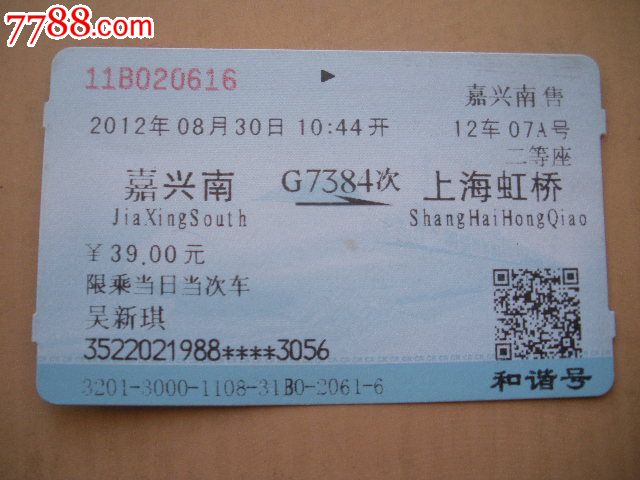 7788.com
11B020616
嘉兴南 售
2012年08月30日 10:44开
12车 07A号
二等座
嘉兴南 G7384次 上海虹桥
JiaXingSouth ShangHaiHongQiao
¥ 39.00 元
限乘当日当次车
吴新琪
3522021988****3056
3201-3000-1108-31B0-2061-6
和谐号